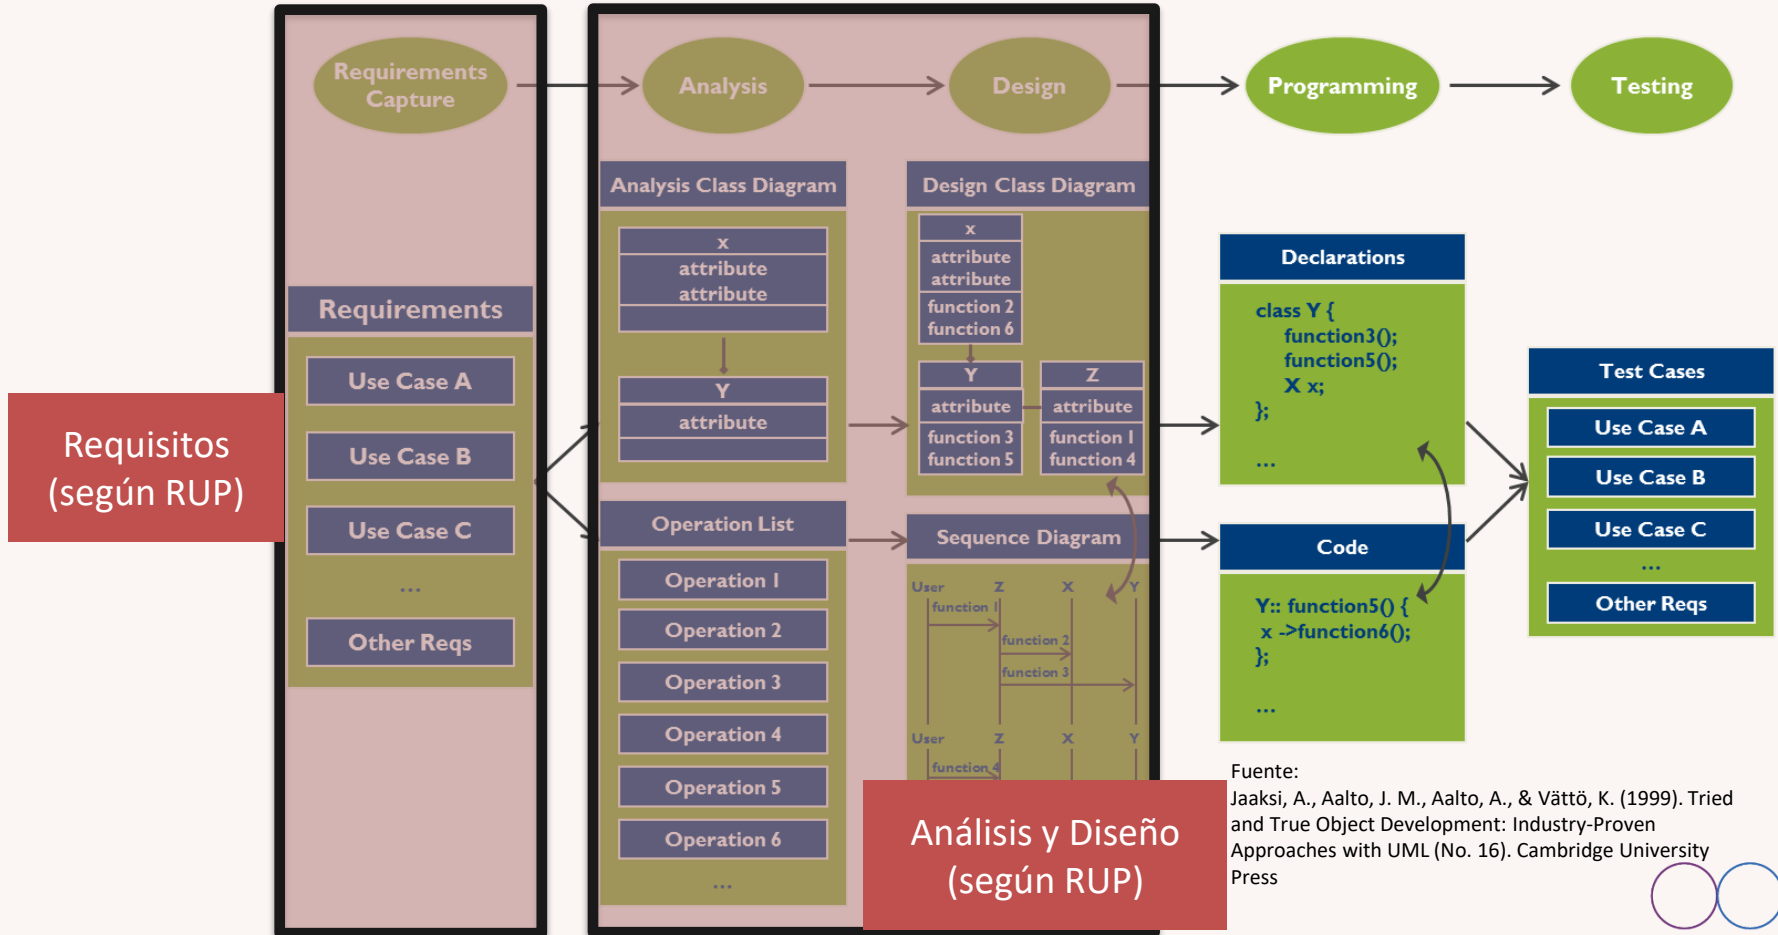 Requirements
Capture
Analysis
Design
Programming
Testing
Requisitos
(según RUP)
Requirements
Use Case A
Use Case B
Use Case C
...
Other Reqs
Analysis Class Diagram
x
attribute
attribute
Y
attribute
Operation List
Operation 1
Operation 2
Operation 3
Operation 4
Operation 5
Operation 6
...
Design Class Diagram
x
attribute
attribute
function 2
function 6
Y
attribute
function 3
function 5
Z
attribute
function 1
function 4
Sequence Diagram
User Z X Y
function 1
function 2
function 3
User Z X Y
function 4
Análisis y Diseño
(según RUP)
Declarations
class Y {
function3();
function5();
X x;
};
...
Code
Y:: function5() {
x ->function6();
};
...
Test Cases
Use Case A
Use Case B
Use Case C
...
Other Reqs
Fuente:
Jaaksi, A., Aalto, J. M., Aalto, A., & Vättö, K. (1999). Tried
and True Object Development: Industry-Proven
Approaches with UML (No. 16). Cambridge University
Press